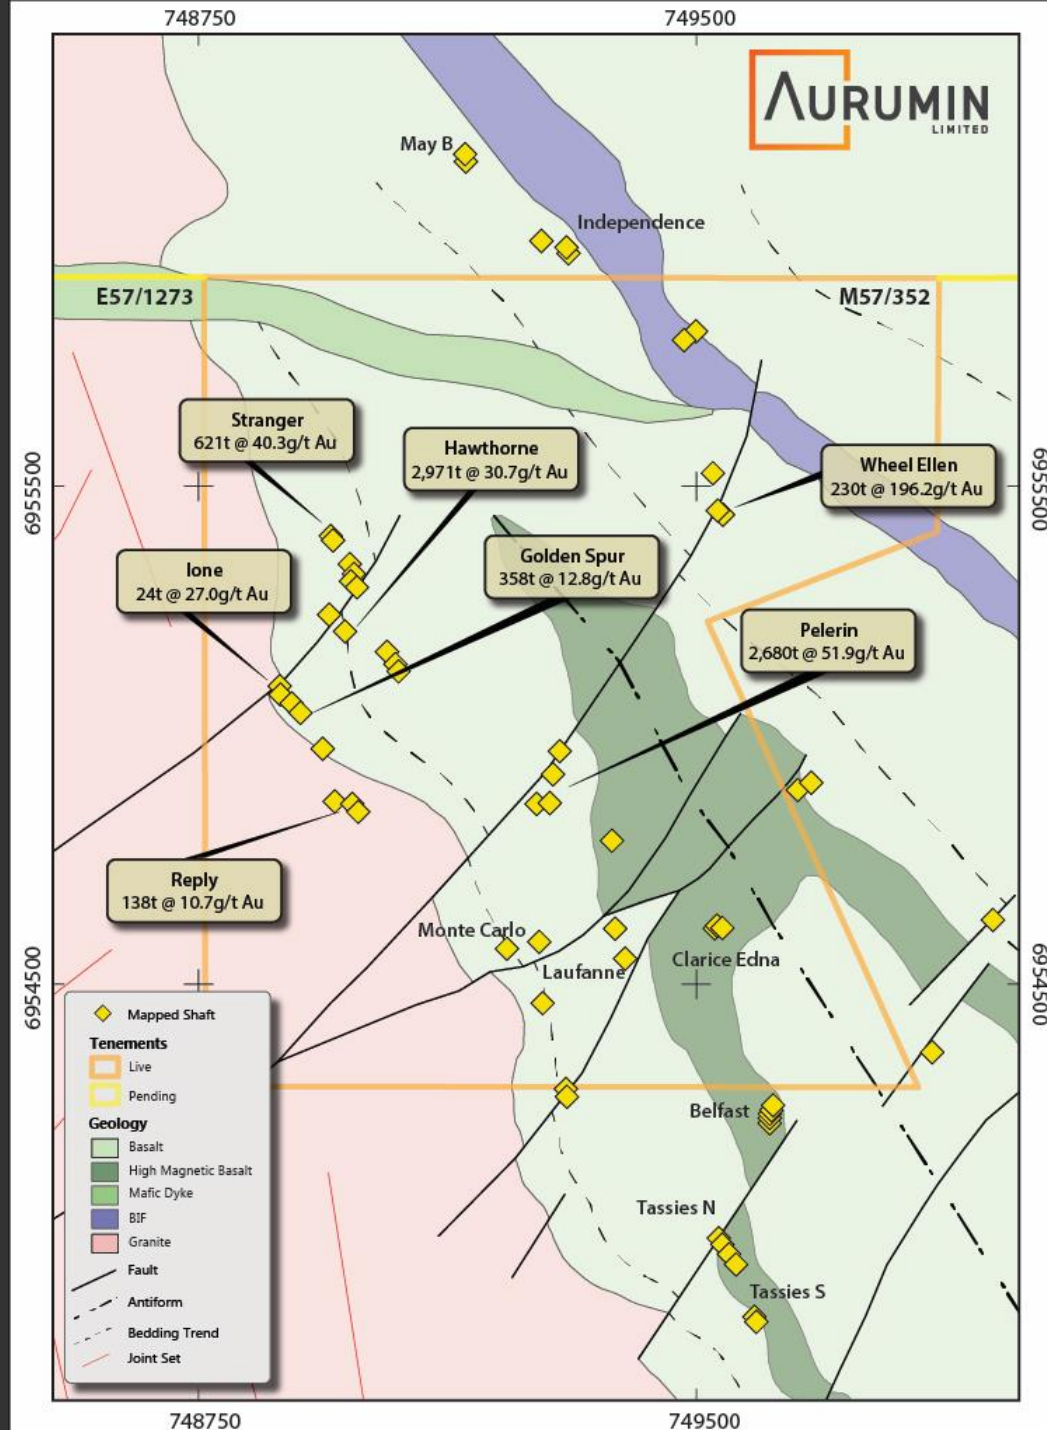 748750
749500
AURUMIN
LIMITED
May B
Independence
E57/1273
M57/352
Stranger
621t @ 40.3g/t Au
Hawthorne
2,971t @ 30.7g/t Au
Wheel Ellen
230t @ 196.2g/t Au
6955500
6955500
Ione
24t @ 27.0g/t Au
Golden Spur
358t @ 12.8g/t Au
Pelerin
2,680t @ 51.9g/t Au
Reply
138t @ 10.7g/t Au
Monte Carlo
Laufanne
Clarice Edna
6954500
6954500
Mapped Shaft
Tenements
Live
Pending
Geology
Basalt
High Magnetic Basalt
Mafic Dyke
BIF
Granite
Fault
Antiform
Bedding Trend
Joint Set
Belfast
Tassies N
Tassies S
748750
749500